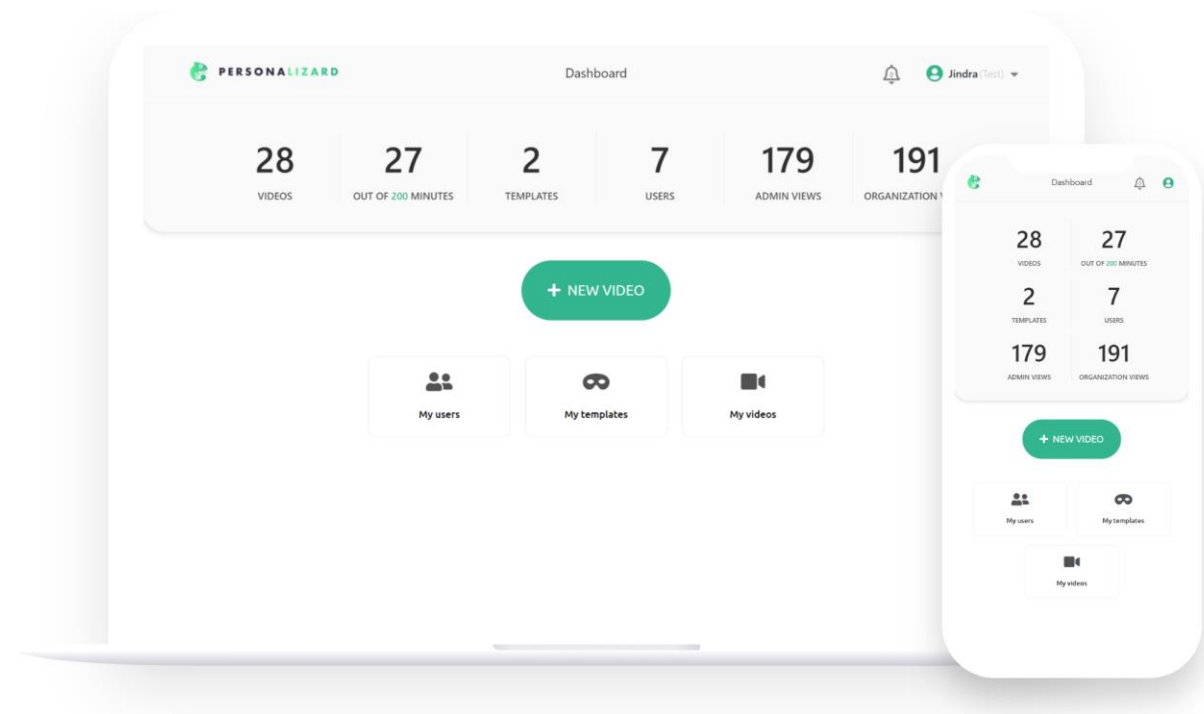 PERSONALIZARD Dashboard Jindra (Test)
28 27 2 7 179 191
VIDEOS OUT OF 200 MINUTES TEMPLATES USERS ADMIN VIEWS ORGANIZATION
+ NEW VIDEO
My users My templates My videos
Dashboard
28 27
VIDEOS OUT OF 200 MINUTES
2 7
TEMPLATES USERS
179 191
ADMIN VIEWS ORGANIZATION VIEWS
+ NEW VIDEO
My users My templates
My videos